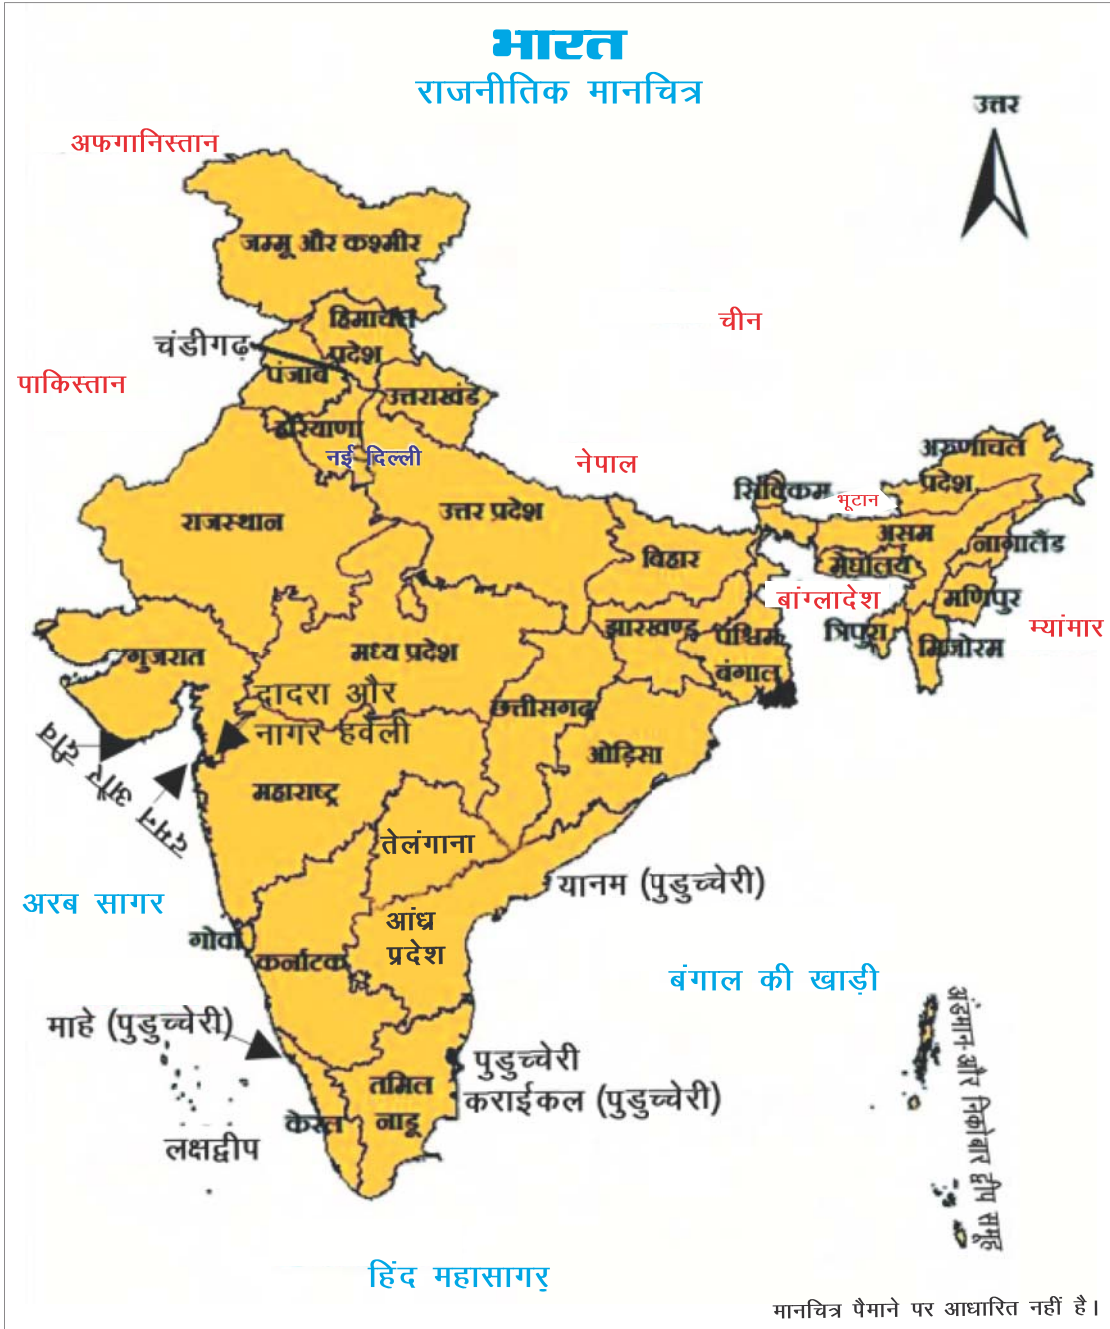 भारत
राजनीतिक मानचित्र
उत्तर
अफगानिस्तान
जम्मू और कश्मीर
हिमाचल
प्रदेश
चीन
चंडीगढ़
पंजाब
पाकिस्तान
उत्तराखंड
हरियाणा
नई दिल्ली
नेपाल
अरुणाचल
प्रदेश
सिक्किम
भूटान
राजस्थान
उत्तर प्रदेश
असम
नागालैंड
बिहार
मेघालय
बांग्लादेश
मणिपुर
म्यांमार
झारखण्ड
पश्चिम
बंगाल
त्रिपुरा
मिजोरम
गुजरात
मध्य प्रदेश
दादरा और
नागर हवेली
छत्तीसगढ़
ओड़िसा
दमन और दीव
महाराष्ट्र
तेलंगाना
यानम (पुडुच्चेरी)
अरब सागर
आंध्र
प्रदेश
गोवा
कर्नाटक
बंगाल की खाड़ी
अंडमान और निकोबार द्वीप समूह
माहे (पुडुच्चेरी)
पुडुच्चेरी
तमिल
नाडू
कराईकल (पुडुच्चेरी)
केरल
लक्षद्वीप
हिंद महासागर
मानचित्र पैमाने पर आधारित नहीं है।